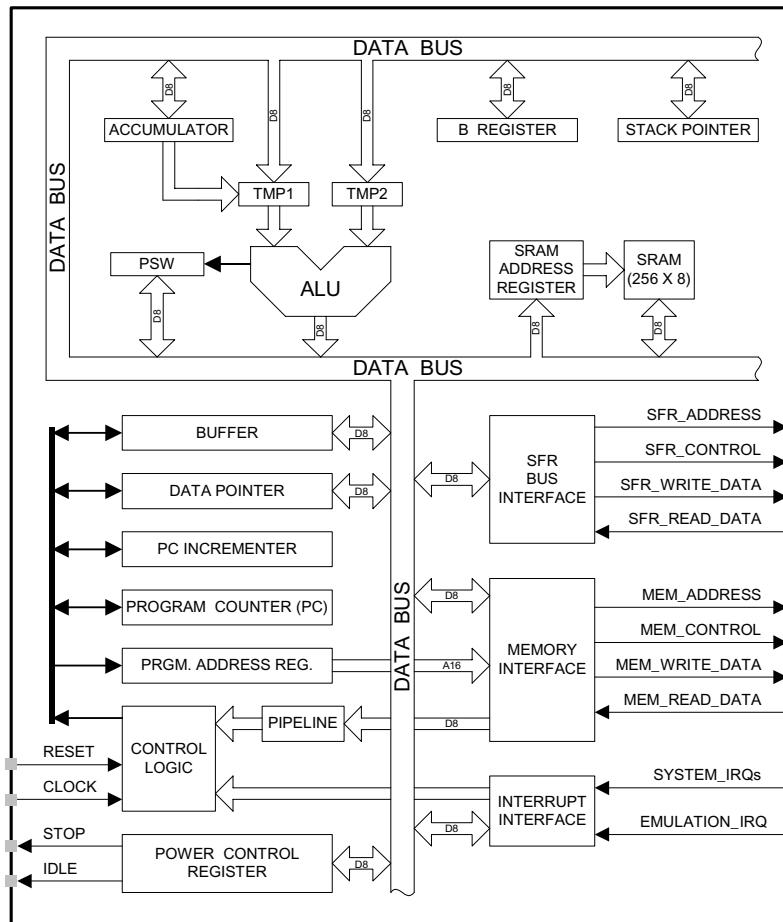 DATA BUS
D8
D8
D8
D8
D8
ACCUMULATOR
B REGISTER
STACK POINTER
DATA BUS
TMP1
TMP2
PSW
ALU
SRAM
ADDRESS
REGISTER
SRAM
(256 X 8)
D8
D8
D8
D8
DATA BUS
BUFFER
D8
DATA POINTER
D8
PC INCREMENTER
PROGRAM COUNTER (PC)
PRGM. ADDRESS REG.
A16
DATA BUS
D8
SFR
BUS
INTERFACE
SFR_ADDRESS
SFR_CONTROL
SFR_WRITE_DATA
SFR_READ_DATA
D8
MEMORY
INTERFACE
MEM_ADDRESS
MEM_CONTROL
MEM_WRITE_DATA
MEM_READ_DATA
PIPELINE
D8
CONTROL
LOGIC
RESET
CLOCK
STOP
IDLE
POWER CONTROL
REGISTER
D8
D8
INTERRUPT
INTERFACE
SYSTEM_IRQs
EMULATION_IRQ